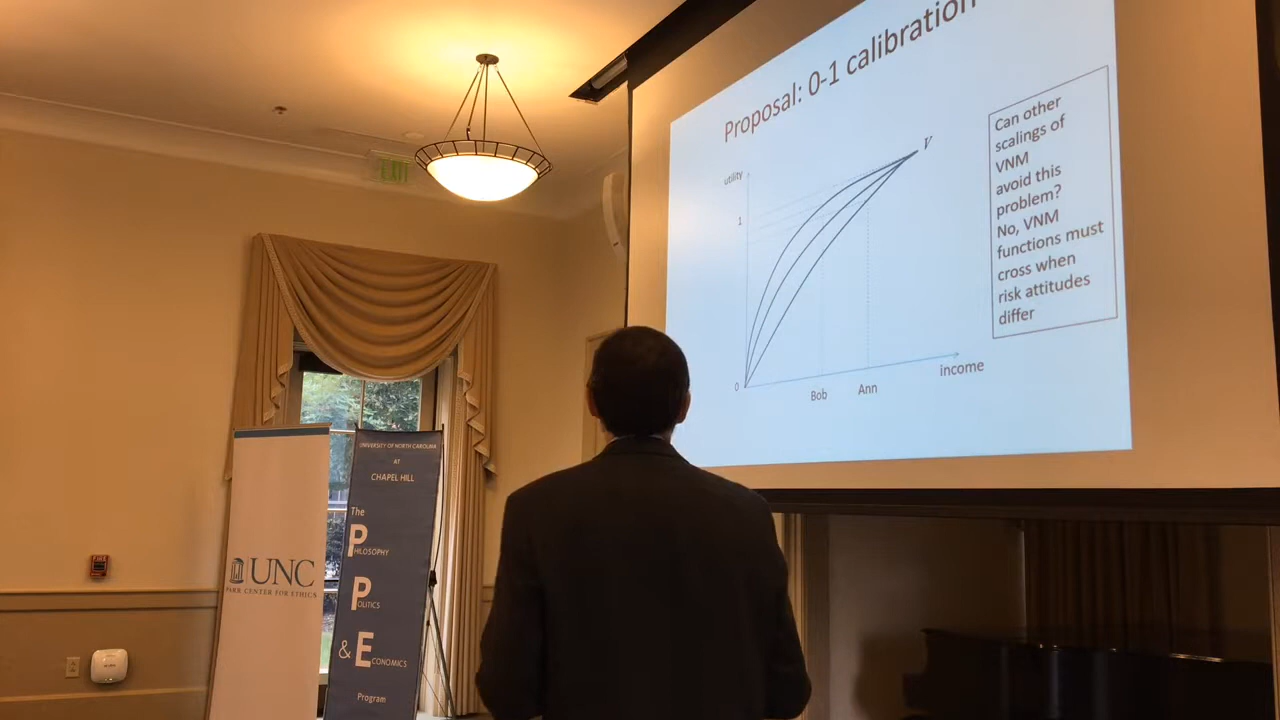 Proposal: 0-1 calibration
utility
V
1
0
Bob
Ann
income
Can other
scalings of
VNM
avoid this
problem?
No, VNM
functions must
cross when
risk attitudes
differ
UNC
PARR CENTER FOR ETHICS
UNIVERSITY OF NORTH CAROLINA
AT
CHAPEL HILL
The
PHILOSOPHY
POLITICS
& ECONOMICS
Program
FIRE